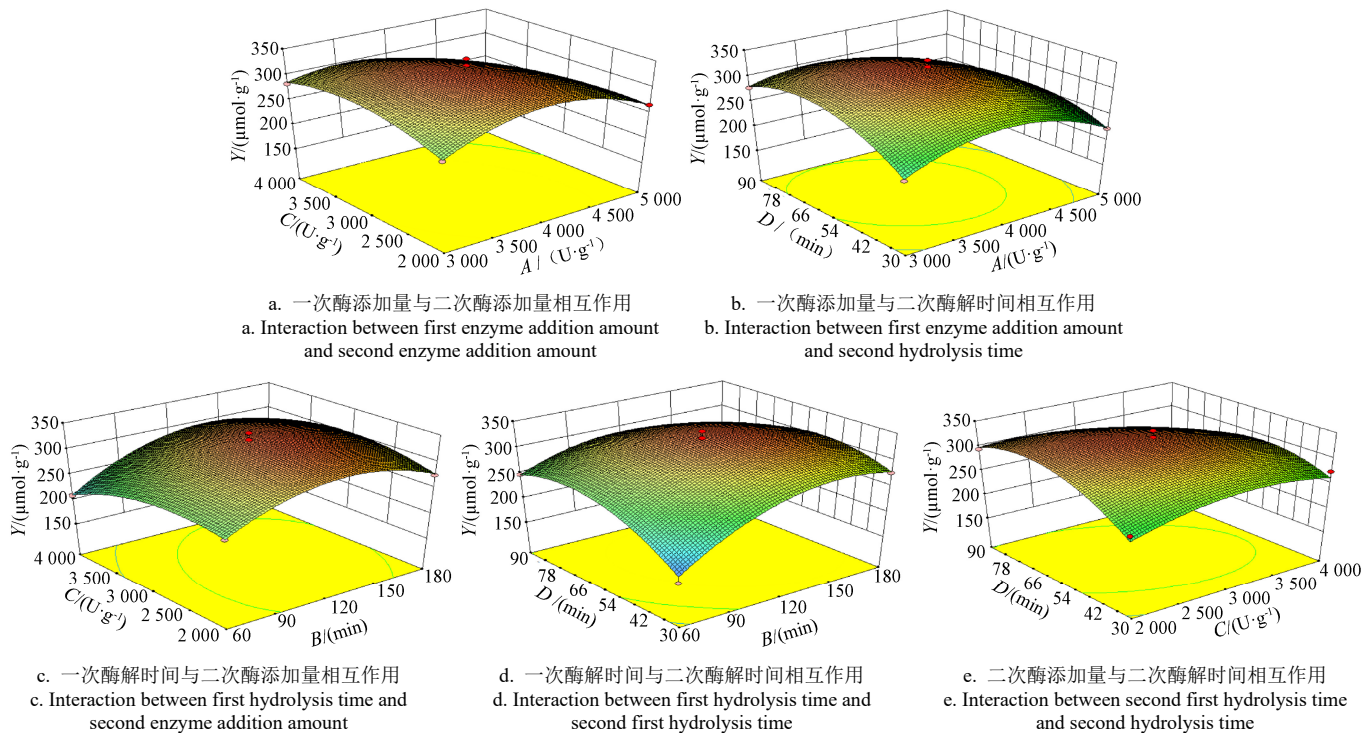 350
300
250
200
150
Y/(μmol·g⁻¹)
4 000
3 500
3 000
2 500
2 000
C/(U·g⁻¹)
3 000
3 500
4 000
4 500
5 000
A/（U·g⁻¹）
350
300
250
200
150
Y/(μmol·g⁻¹)
90
78
66
54
42
30
D/（min）
3 000
3 500
4 000
4 500
5 000
A/(U·g⁻¹)
a. 一次酶添加量与二次酶添加量相互作用
a. Interaction between first enzyme addition amount
and second enzyme addition amount
b. 一次酶添加量与二次酶解时间相互作用
b. Interaction between first enzyme addition amount
and second hydrolysis time
350
300
250
200
150
Y/(μmol·g⁻¹)
4 000
3 500
3 000
2 500
2 000
C/(U·g⁻¹)
60
90
120
150
180
B/(min)
350
300
250
200
150
Y/(μmol·g⁻¹)
90
78
66
54
42
30
D/(min)
60
90
120
150
180
B/(min)
350
300
250
200
150
Y/(μmol·g⁻¹)
90
78
66
54
42
30
D/(min)
2 000
2 500
3 000
3 500
4 000
C/(U·g⁻¹)
c. 一次酶解时间与二次酶添加量相互作用
c. Interaction between first hydrolysis time and
second enzyme addition amount
d. 一次酶解时间与二次酶解时间相互作用
d. Interaction between first hydrolysis time and
second first hydrolysis time
e. 二次酶添加量与二次酶解时间相互作用
e. Interaction between second first hydrolysis time
and second hydrolysis time